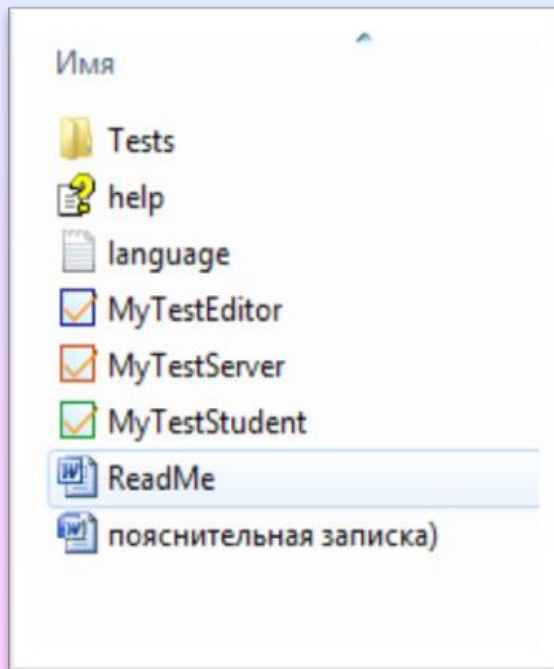 Имя
Tests
help
language
MyTestEditor
MyTestServer
MyTestStudent
ReadMe
пояснительная записка)